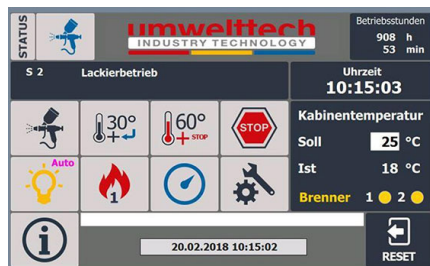 STATUS
umwelttech
INDUSTRY TECHNOLOGY
Betriebsstunden
908 h
53 min
S 2 Lackierbetrieb
Uhrzeit
10:15:03
30°
60°
STOP
STOP
Kabinentemperatur
Soll 25 °C
Ist 18 °C
Auto
1
Brenner 1 2
i
20.02.2018 10:15:02
RESET